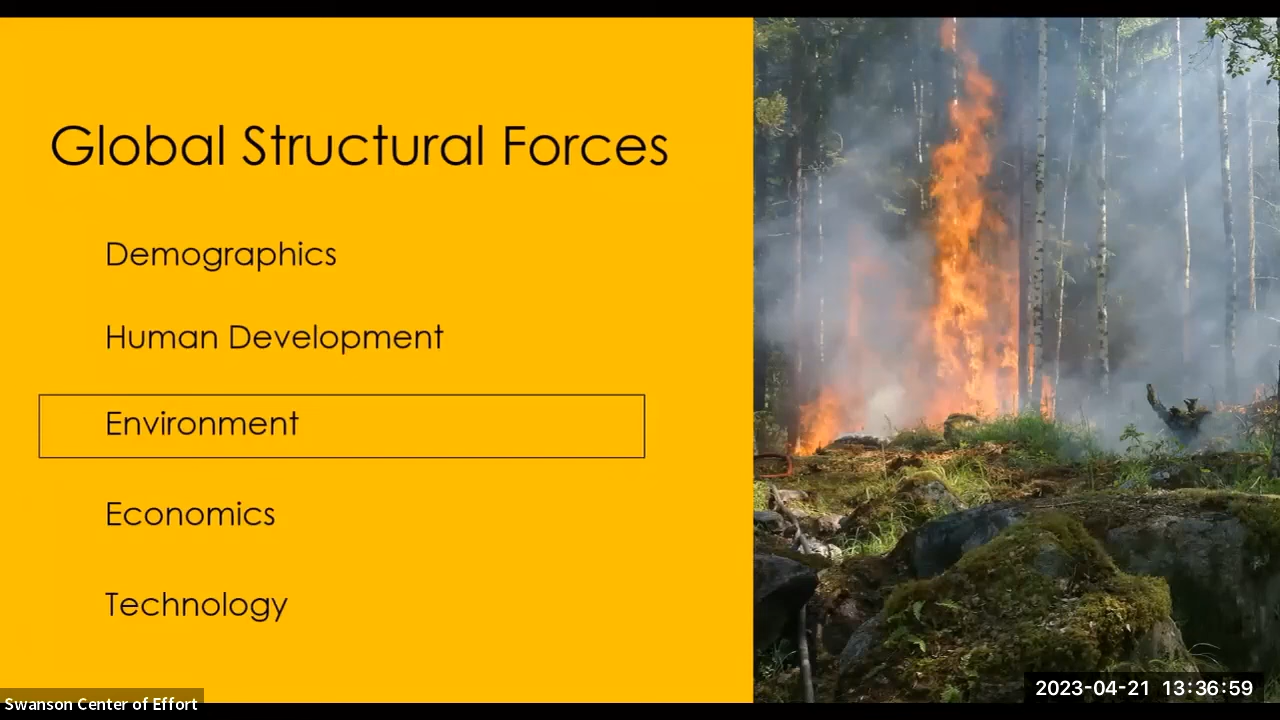 Global Structural Forces
Demographics
Human Development
Environment
Economics
Technology
Swanson Center of Effort
2023-04-21 13:36:59